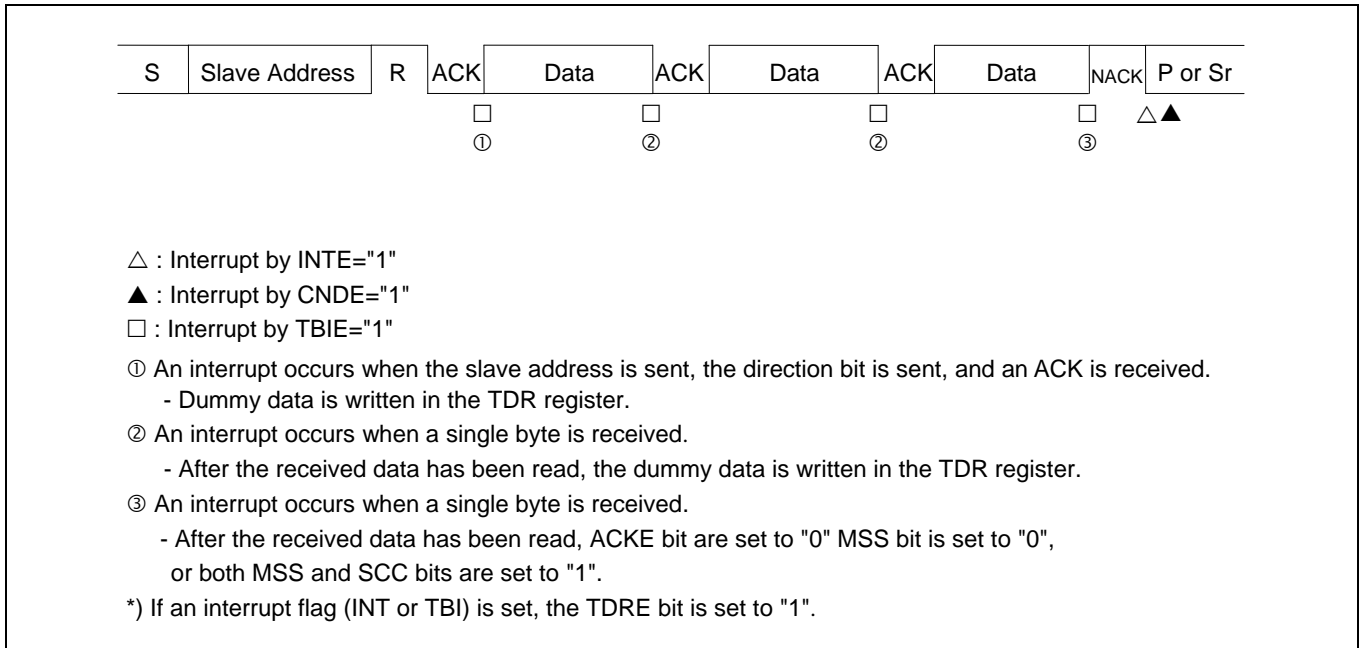 S Slave Address R ACK Data ACK Data ACK Data NACK P or Sr
□ □ □ □ △▲
① ② ② ③
△ : Interrupt by INTE="1"
▲ : Interrupt by CNDE="1"
□ : Interrupt by TBIE="1"
① An interrupt occurs when the slave address is sent, the direction bit is sent, and an ACK is received.
- Dummy data is written in the TDR register.
② An interrupt occurs when a single byte is received.
- After the received data has been read, the dummy data is written in the TDR register.
③ An interrupt occurs when a single byte is received.
- After the received data has been read, ACKE bit are set to "0" MSS bit is set to "0",
or both MSS and SCC bits are set to "1".
*) If an interrupt flag (INT or TBI) is set, the TDRE bit is set to "1".